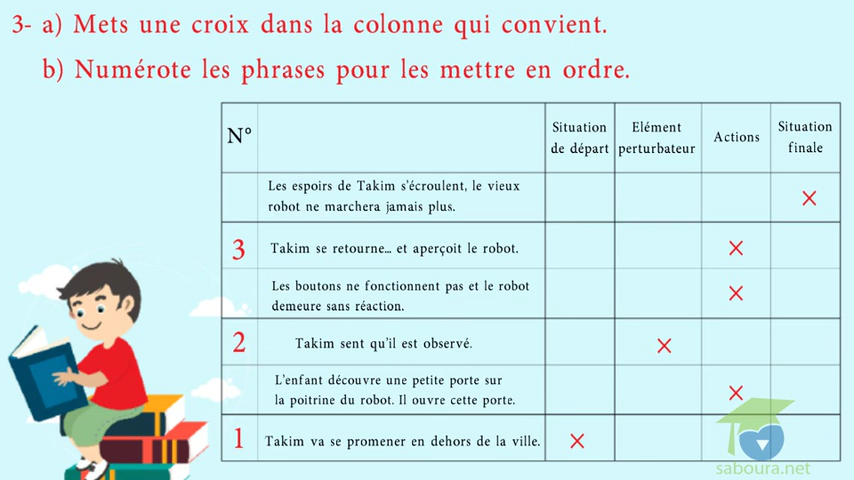 3- a) Mets une croix dans la colonne qui convient.
b) Numérote les phrases pour les mettre en ordre.
N° Situation de départ Elément perturbateur Actions Situation finale
Les espoirs de Takim s'écroulent, le vieux
robot ne marchera jamais plus. ×
3 Takim se retourne... et aperçoit le robot. ×
Les boutons ne fonctionnent pas et le robot
demeure sans réaction. ×
2 Takim sent qu'il est observé. ×
L'enfant découvre une petite porte sur
la poitrine du robot. Il ouvre cette porte. ×
1 Takim va se promener en dehors de la ville. ×
saboura.net